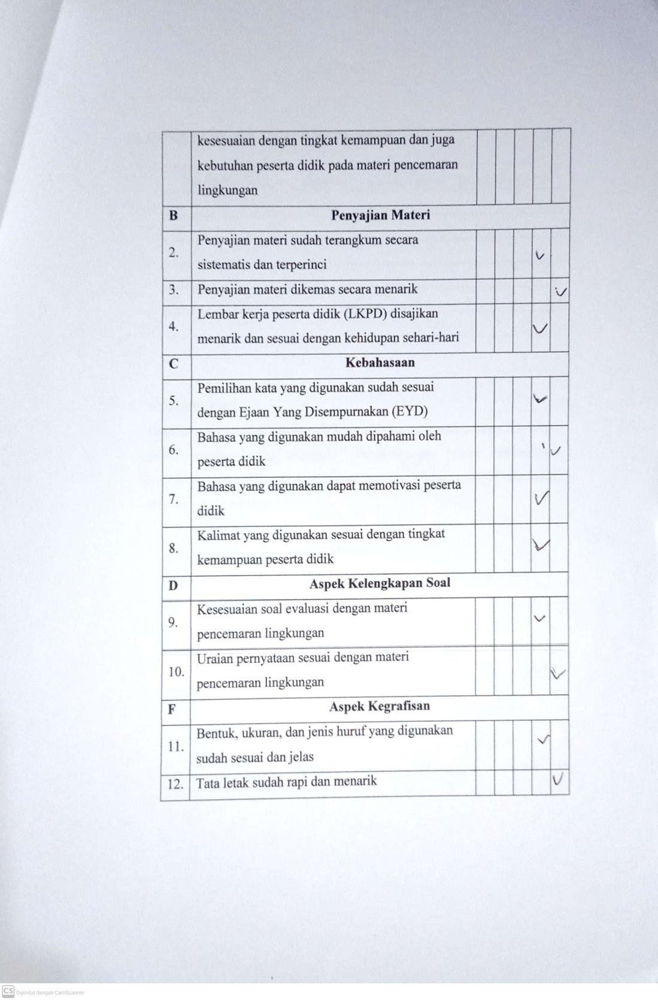 kesesuaian dengan tingkat kemampuan dan juga
kebutuhan peserta didik pada materi pencemaran
lingkungan
B Penyajian Materi
2. Penyajian materi sudah terangkum secara
sistematis dan terperinci
3. Penyajian materi dikemas secara menarik
4. Lembar kerja peserta didik (LKPD) disajikan
menarik dan sesuai dengan kehidupan sehari-hari
C Kebahasaan
5. Pemilihan kata yang digunakan sudah sesuai
dengan Ejaan Yang Disempurnakan (EYD)
6. Bahasa yang digunakan mudah dipahami oleh
peserta didik
7. Bahasa yang digunakan dapat memotivasi peserta
didik
8. Kalimat yang digunakan sesuai dengan tingkat
kemampuan peserta didik
D Aspek Kelengkapan Soal
9. Kesesuaian soal evaluasi dengan materi
pencemaran lingkungan
10. Uraian pernyataan sesuai dengan materi
pencemaran lingkungan
F Aspek Kegrafisan
11. Bentuk, ukuran, dan jenis huruf yang digunakan
sudah sesuai dan jelas
12. Tata letak sudah rapi dan menarik
CS Dipindai dengan CamScanner